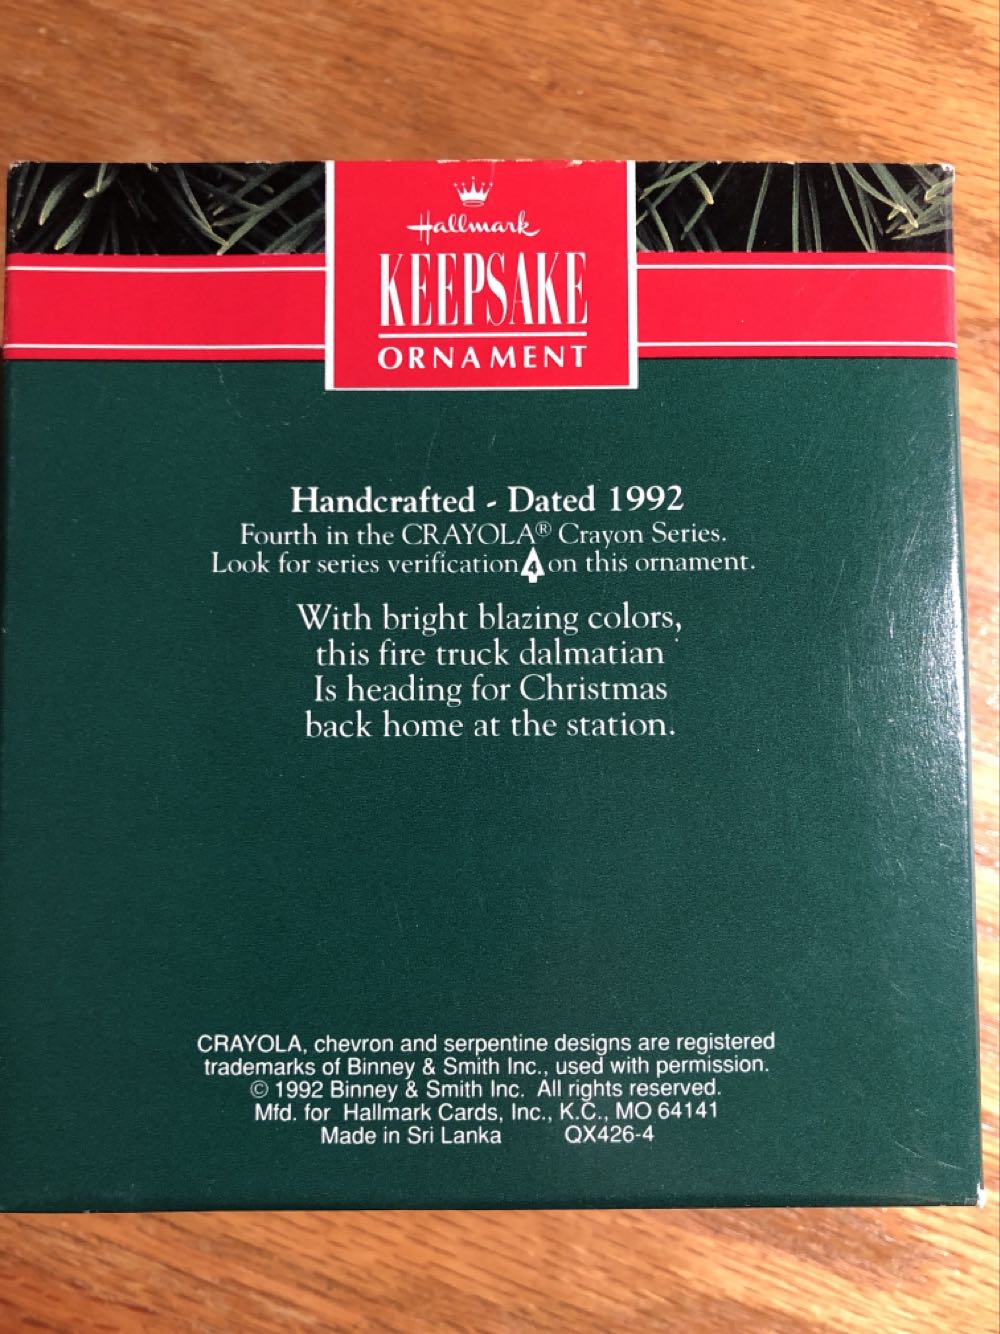 Hallmark
KEEPSAKE
ORNAMENT
Handcrafted - Dated 1992
Fourth in the CRAYOLA® Crayon Series.
Look for series verification 4 on this ornament.
With bright blazing colors,
this fire truck dalmatian
Is heading for Christmas
back home at the station.
CRAYOLA, chevron and serpentine designs are registered
trademarks of Binney & Smith Inc., used with permission.
© 1992 Binney & Smith Inc. All rights reserved.
Mfd. for Hallmark Cards, Inc., K.C., MO 64141
Made in Sri Lanka QX426-4